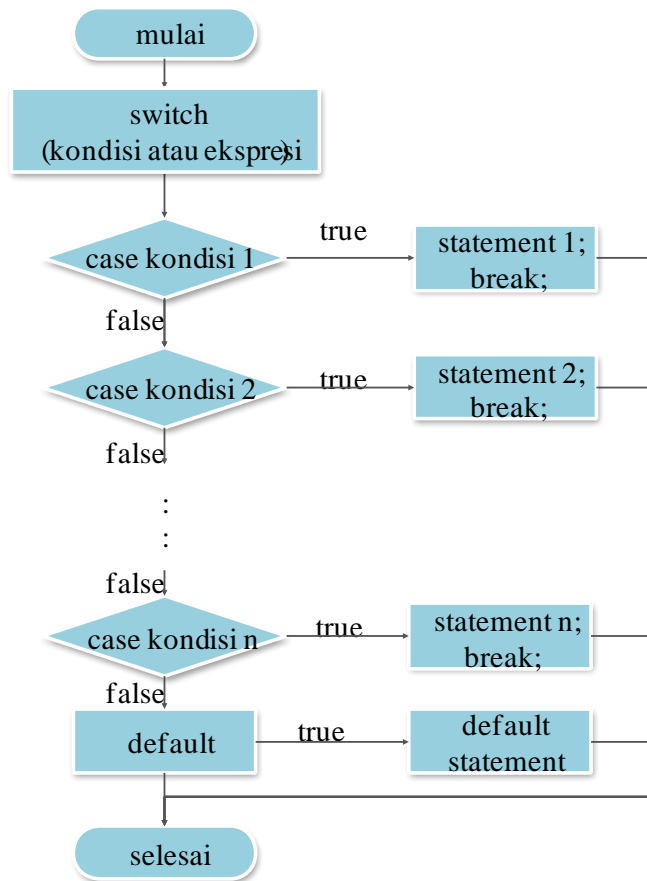 mulai
switch
(kondisi atau ekspresi)
case kondisi 1
true
statement 1;
break;
false
case kondisi 2
true
statement 2;
break;
false
:
:
false
case kondisi n
true
statement n;
break;
false
default
true
default
statement
selesai